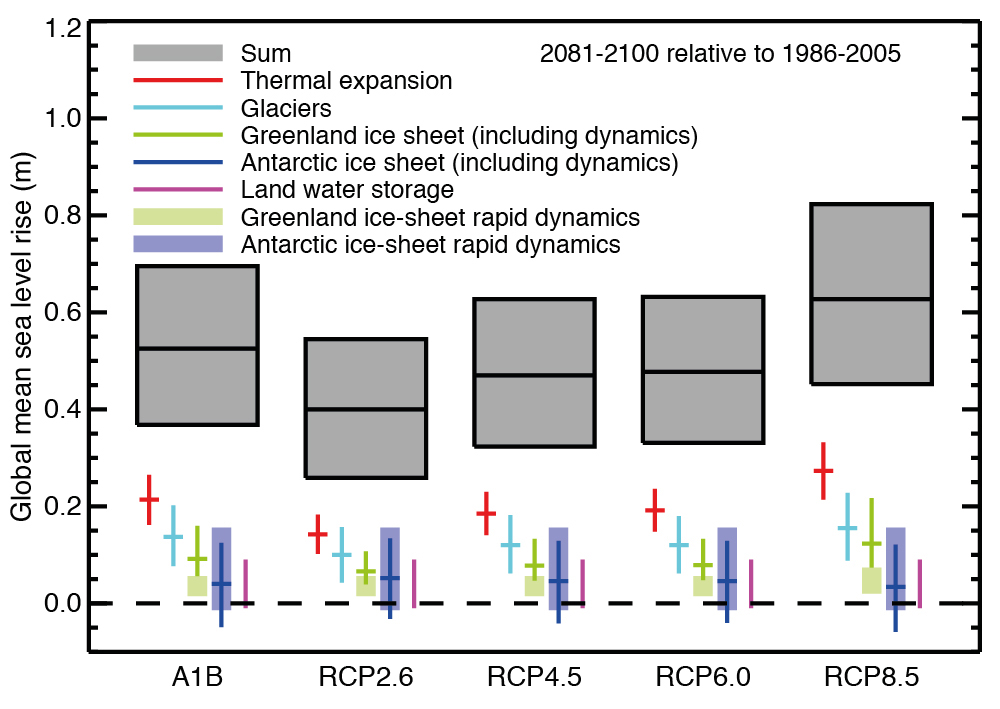 1.2
1.0
0.8
0.6
0.4
0.2
0.0
Global mean sea level rise (m)
2081-2100 relative to 1986-2005
Sum
Thermal expansion
Glaciers
Greenland ice sheet (including dynamics)
Antarctic ice sheet (including dynamics)
Land water storage
Greenland ice-sheet rapid dynamics
Antarctic ice-sheet rapid dynamics
A1B RCP2.6 RCP4.5 RCP6.0 RCP8.5